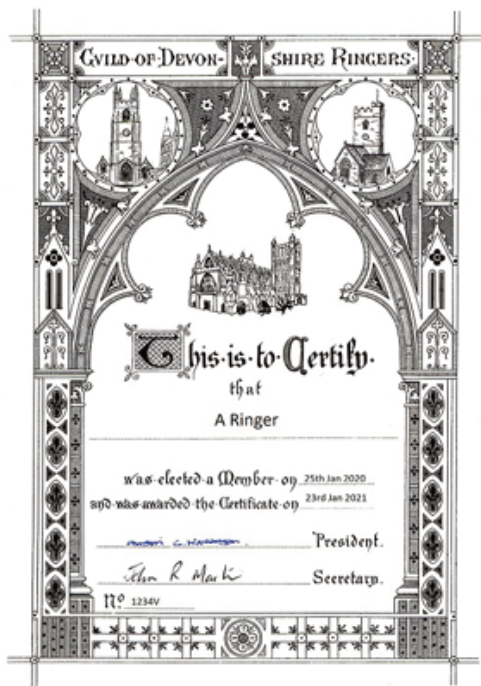 GVILD·OF·DEVON- SHIRE RINGERS·
This·is·to·Certify·
that
A Ringer
was·elected·a Member·on 25th Jan 2020
and·was·awarded·the·Certificate·on 23rd Jan 2021
President.
John R Martin Secretary.
Nº 1234V